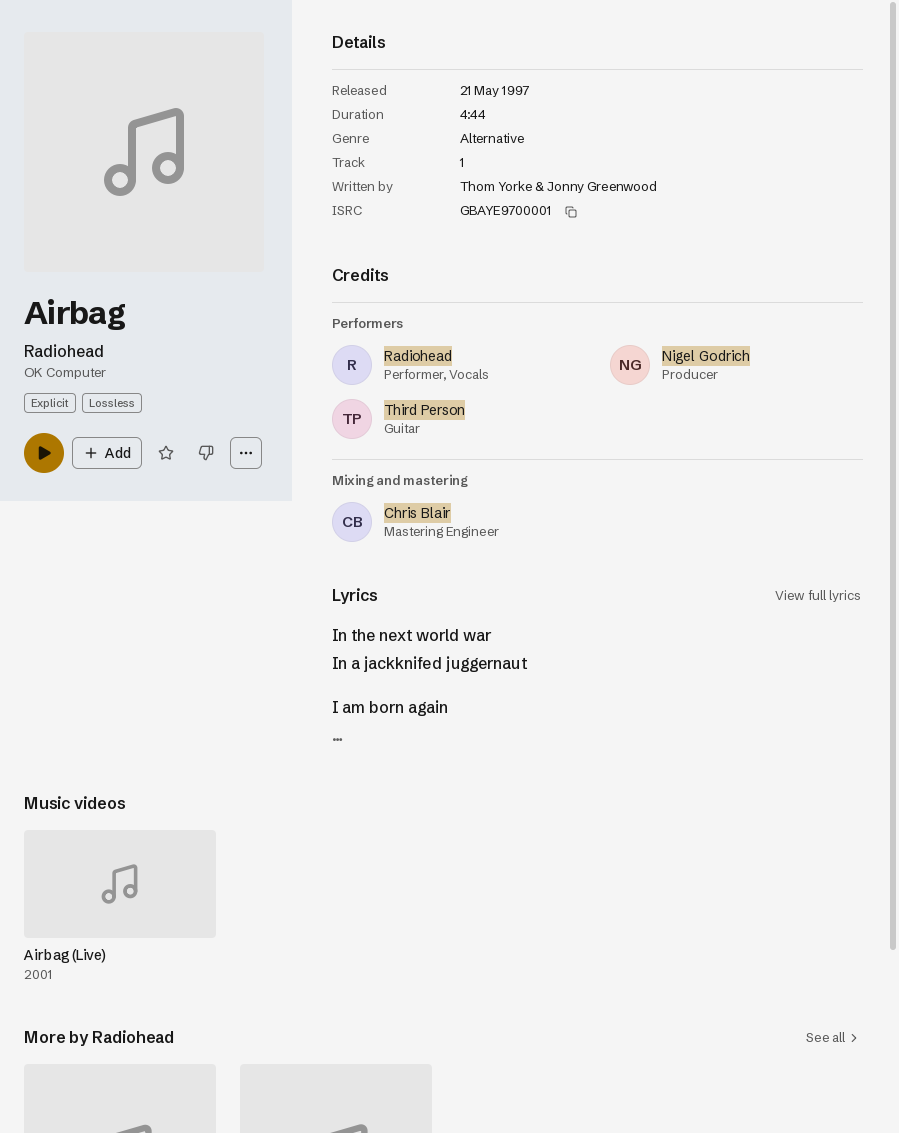 Airbag
Radiohead
OK Computer
Explicit
Lossless
Add
Details
Released 21 May 1997
Duration 4:44
Genre Alternative
Track 1
Written by Thom Yorke & Jonny Greenwood
ISRC GBAYE9700001
Credits
Performers
R
Radiohead
Performer, Vocals
NG
Nigel Godrich
Producer
TP
Third Person
Guitar
Mixing and mastering
CB
Chris Blair
Mastering Engineer
Lyrics
View full lyrics
In the next world war
In a jackknifed juggernaut
I am born again
…
Music videos
Airbag (Live)
2001
More by Radiohead
See all